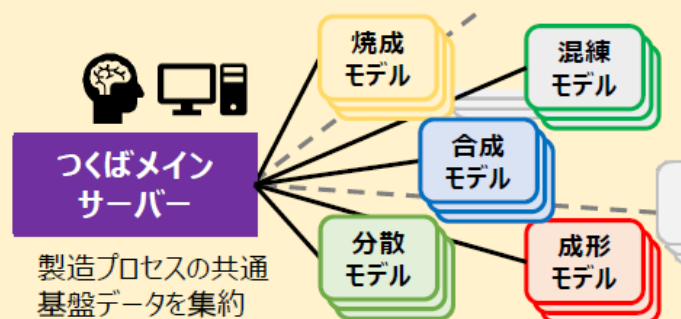 焼成
モデル
混練
モデル
つくばメイン
サーバー
合成
モデル
分散
モデル
成形
モデル
製造プロセスの共通
基盤データを集約